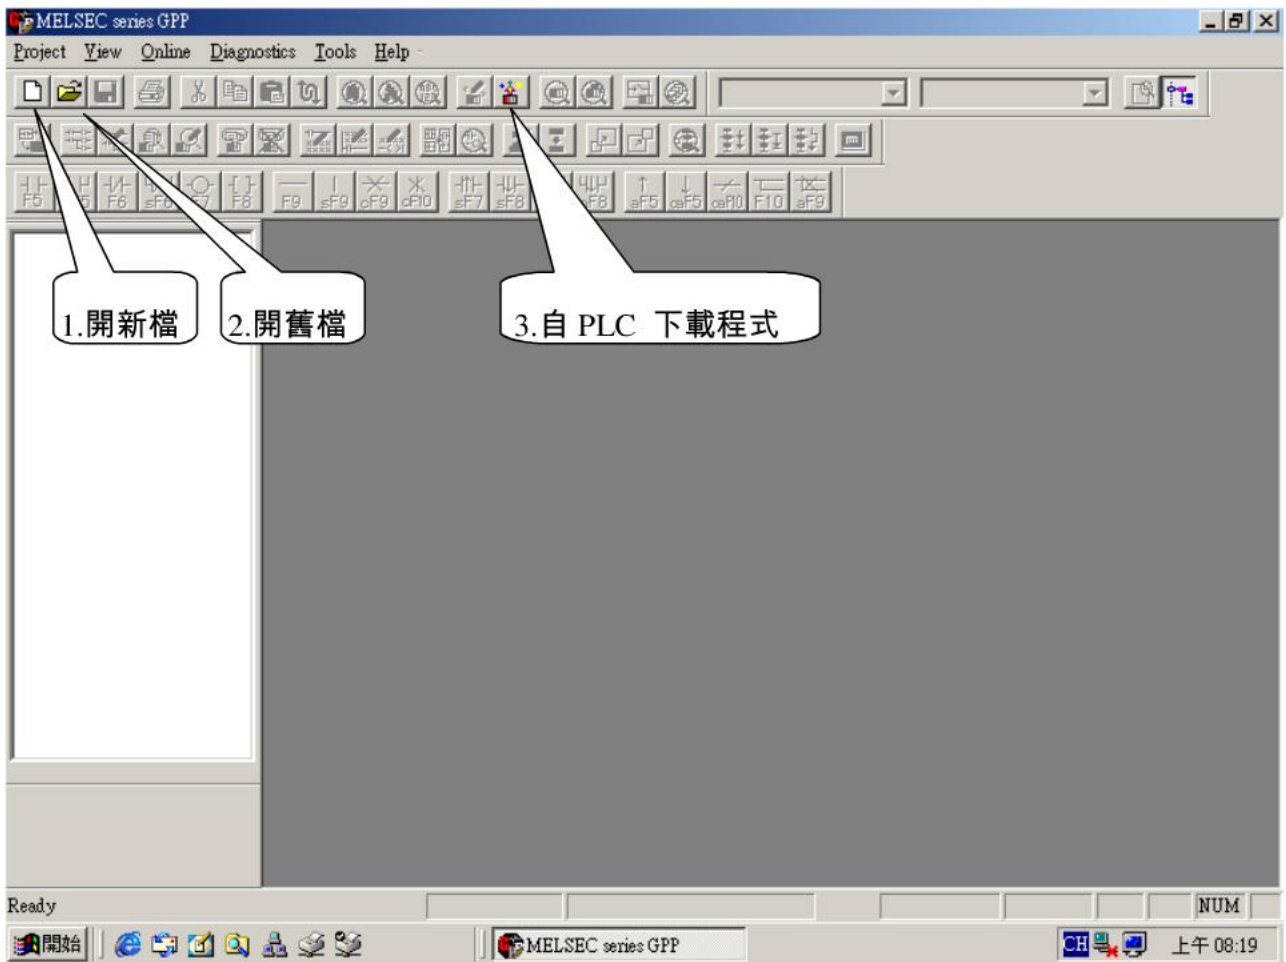 MELSEC series GPP
Project View Online Diagnostics Tools Help
F5 F6 F8 F9 sF9 cF9 cF10 sF7 sF8 aF5 caF5 caF10 F10 aF9
1.開新檔
2.開舊檔
3.自 PLC 下載程式
Ready
NUM
開始
MELSEC series GPP
CH
上午 08:19